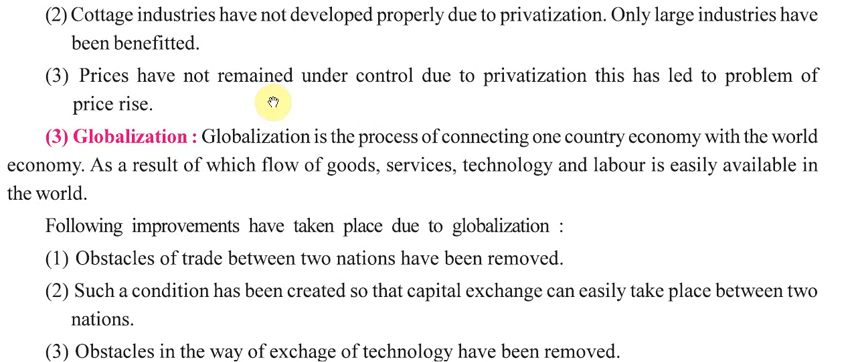 (2) Cottage industries have not developed properly due to privatization. Only large industries have
been benefitted.
(3) Prices have not remained under control due to privatization this has led to problem of
price rise.
(3) Globalization : Globalization is the process of connecting one country economy with the world
economy. As a result of which flow of goods, services, technology and labour is easily available in
the world.
Following improvements have taken place due to globalization :
(1) Obstacles of trade between two nations have been removed.
(2) Such a condition has been created so that capital exchange can easily take place between two
nations.
(3) Obstacles in the way of exchage of technology have been removed.